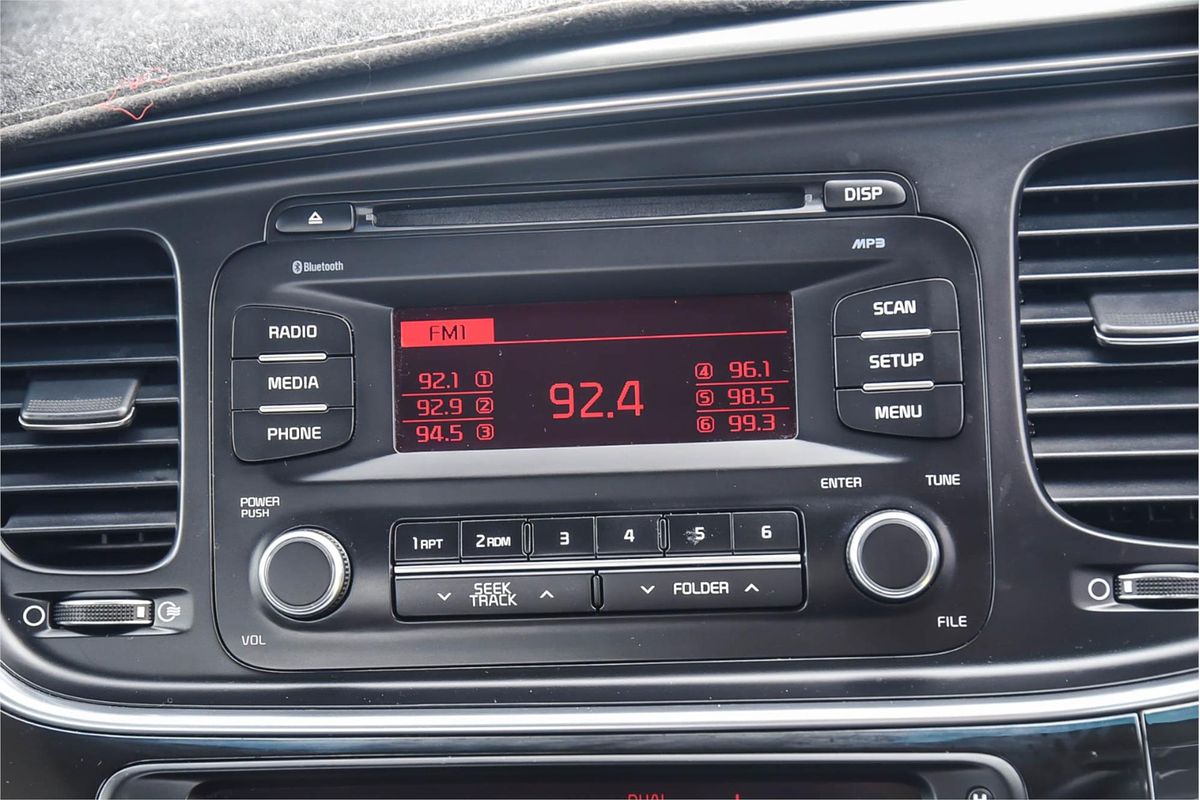 DISP
MP3
Bluetooth
RADIO
MEDIA
PHONE
FM1
92.1 1
92.9 2
94.5 3
92.4
4 96.1
5 98.5
6 99.3
SCAN
SETUP
MENU
POWER
PUSH
VOL
1 RPT 2 RDM 3 4 5 6
SEEK
TRACK
FOLDER
ENTER
TUNE
FILE
DUAL